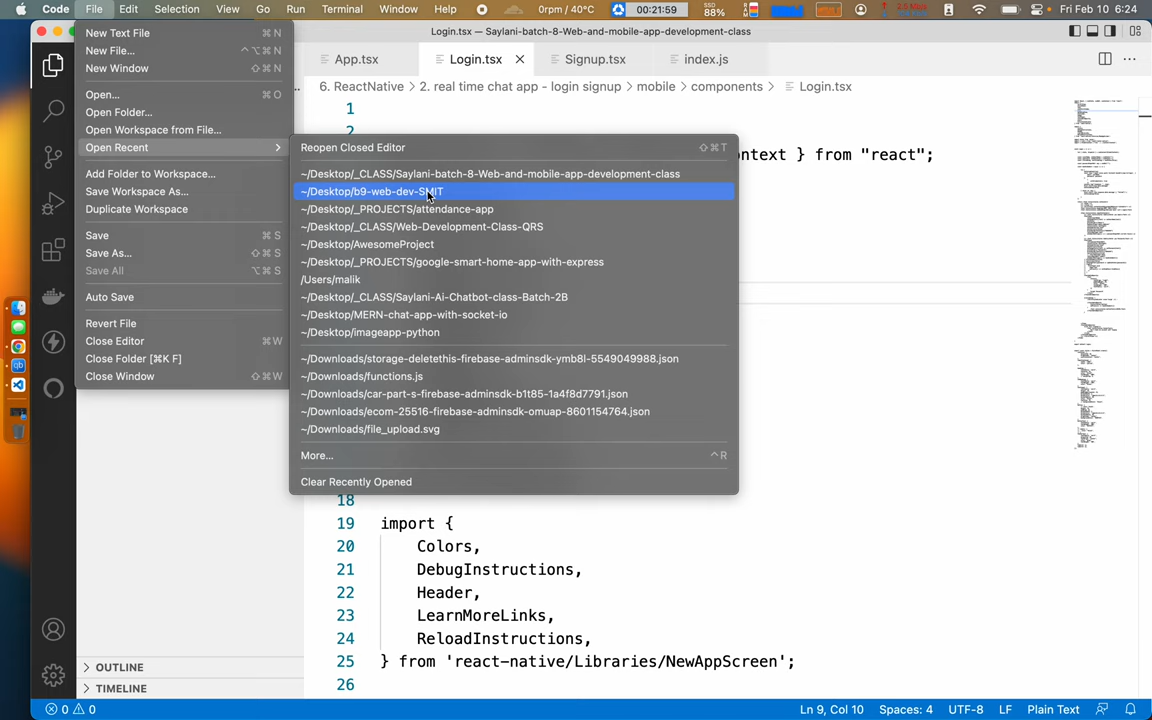 Code File Edit Selection View Go Run Terminal Window Help 0rpm / 40°C 00:21:59 SSD 88% Fri Feb 10 6:24
Login.tsx — Saylani-batch-8-Web-and-mobile-app-development-class
App.tsx Login.tsx Signup.tsx index.js
6. ReactNative > 2. real time chat app - login signup > mobile > components > Login.tsx
New Text File ⌘ N
New File... ^⌥⌘ N
New Window ⇧⌘ N
Open... ⌘ O
Open Folder...
Open Workspace from File...
Open Recent
Add Folder to Workspace...
Save Workspace As...
Duplicate Workspace
Save ⌘ S
Save As... ⇧⌘ S
Save All ⌥⌘ S
Auto Save
Revert File
Close Editor ⌘ W
Close Folder [⌘K F]
Close Window ⇧⌘ W
Reopen Closed Editor ⇧⌘ T
~/Desktop/_CLASS/Saylani-batch-8-Web-and-mobile-app-development-class
~/Desktop/b9-web-dev-SMIT
~/Desktop/_PROJECTS/attendance-app
~/Desktop/_CLASS/Web-Development-Class-QRS
~/Desktop/AwesomeProject
~/Desktop/_PROJECTS/google-smart-home-app-with-express
/Users/malik
~/Desktop/_CLASS/Saylani-Ai-Chatbot-class-Batch-2B
~/Desktop/MERN-chat-app-with-socket-io
~/Desktop/imageapp-python
~/Downloads/storage-deletethis-firebase-adminsdk-ymb8l-5549049988.json
~/Downloads/functions.js
~/Downloads/car-part-s-firebase-adminsdk-b1t85-1a4f8d7791.json
~/Downloads/ecom-25516-firebase-adminsdk-omuap-8601154764.json
~/Downloads/file_upload.svg
More... ^ R
Clear Recently Opened
1
2
ontext } from "react";
18
19 import {
20 Colors,
21 DebugInstructions,
22 Header,
23 LearnMoreLinks,
24 ReloadInstructions,
25 } from 'react-native/Libraries/NewAppScreen';
26
OUTLINE
TIMELINE
0 0 Ln 9, Col 10 Spaces: 4 UTF-8 LF Plain Text